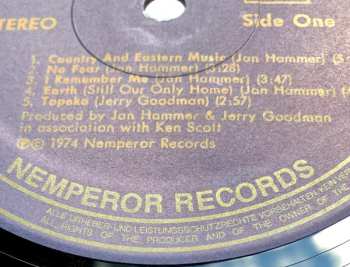 STEREO
Side One
1. Country And Eastern Music (Jan Hammer)
2. No Fear (Jan Hammer) (3:28)
3. I Remember Me (Jan Hammer) (3:47)
4. Earth (Still Our Only Home) (Jan Hammer)
5. Topeka (Jerry Goodman) (2:57)
Produced by Jan Hammer & Jerry Goodman
in association with Ken Scott
℗© 1974 Nemperor Records
NEMPEROR RECORDS
ALLE URHEBER-UND LEISTUNGSSCHUTZRECHTE VORBEHALTEN KEIN
ALL RIGHTS OF THE PRODUCER AND OF THE OWNER OF THE